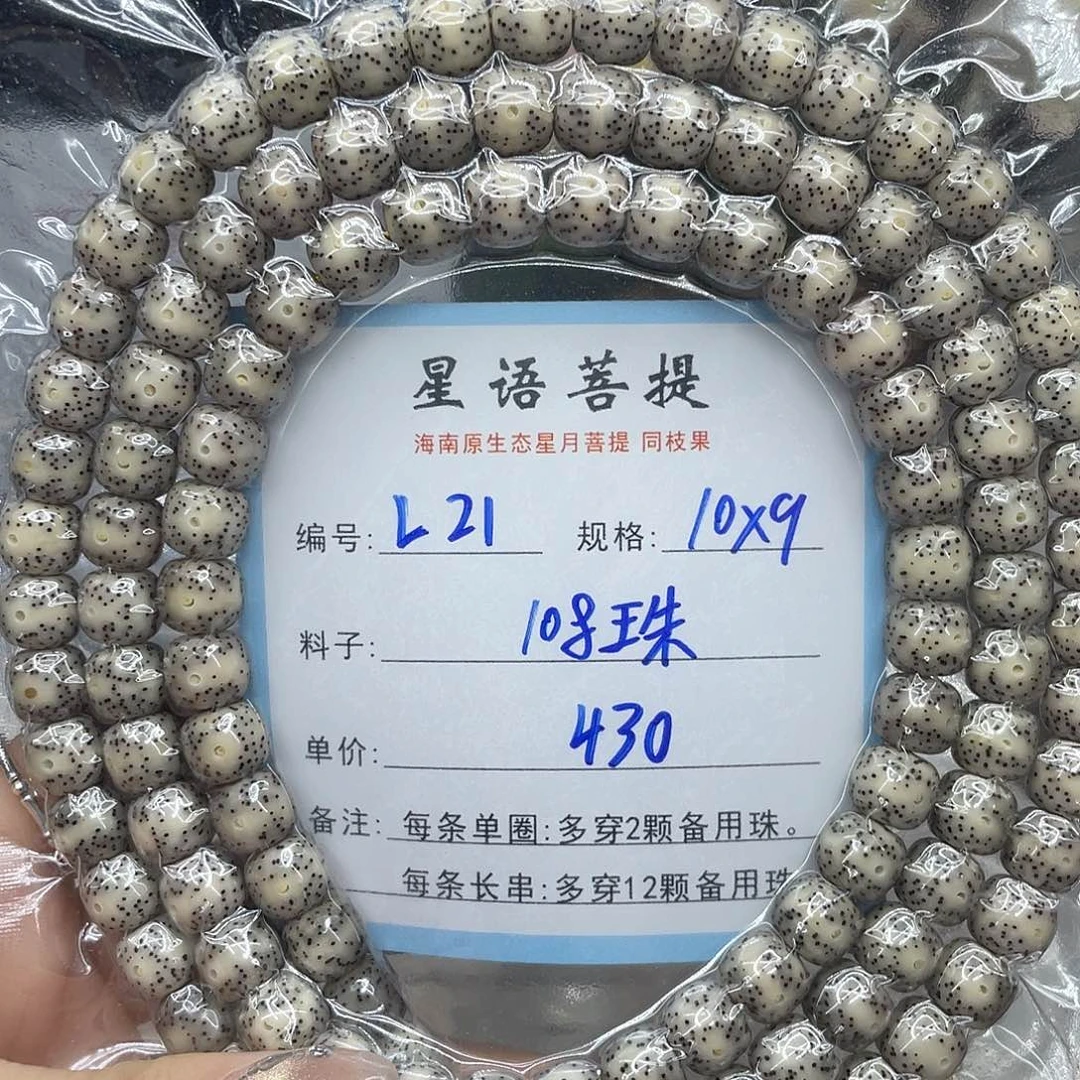 星语菩提
海南原生态星月菩提 同枝果
编号: L21 规格: 10x9
料子: 108珠
单价: 430
备注: 每条单圈:多穿2颗备用珠。
每条长串:多穿12颗备用珠